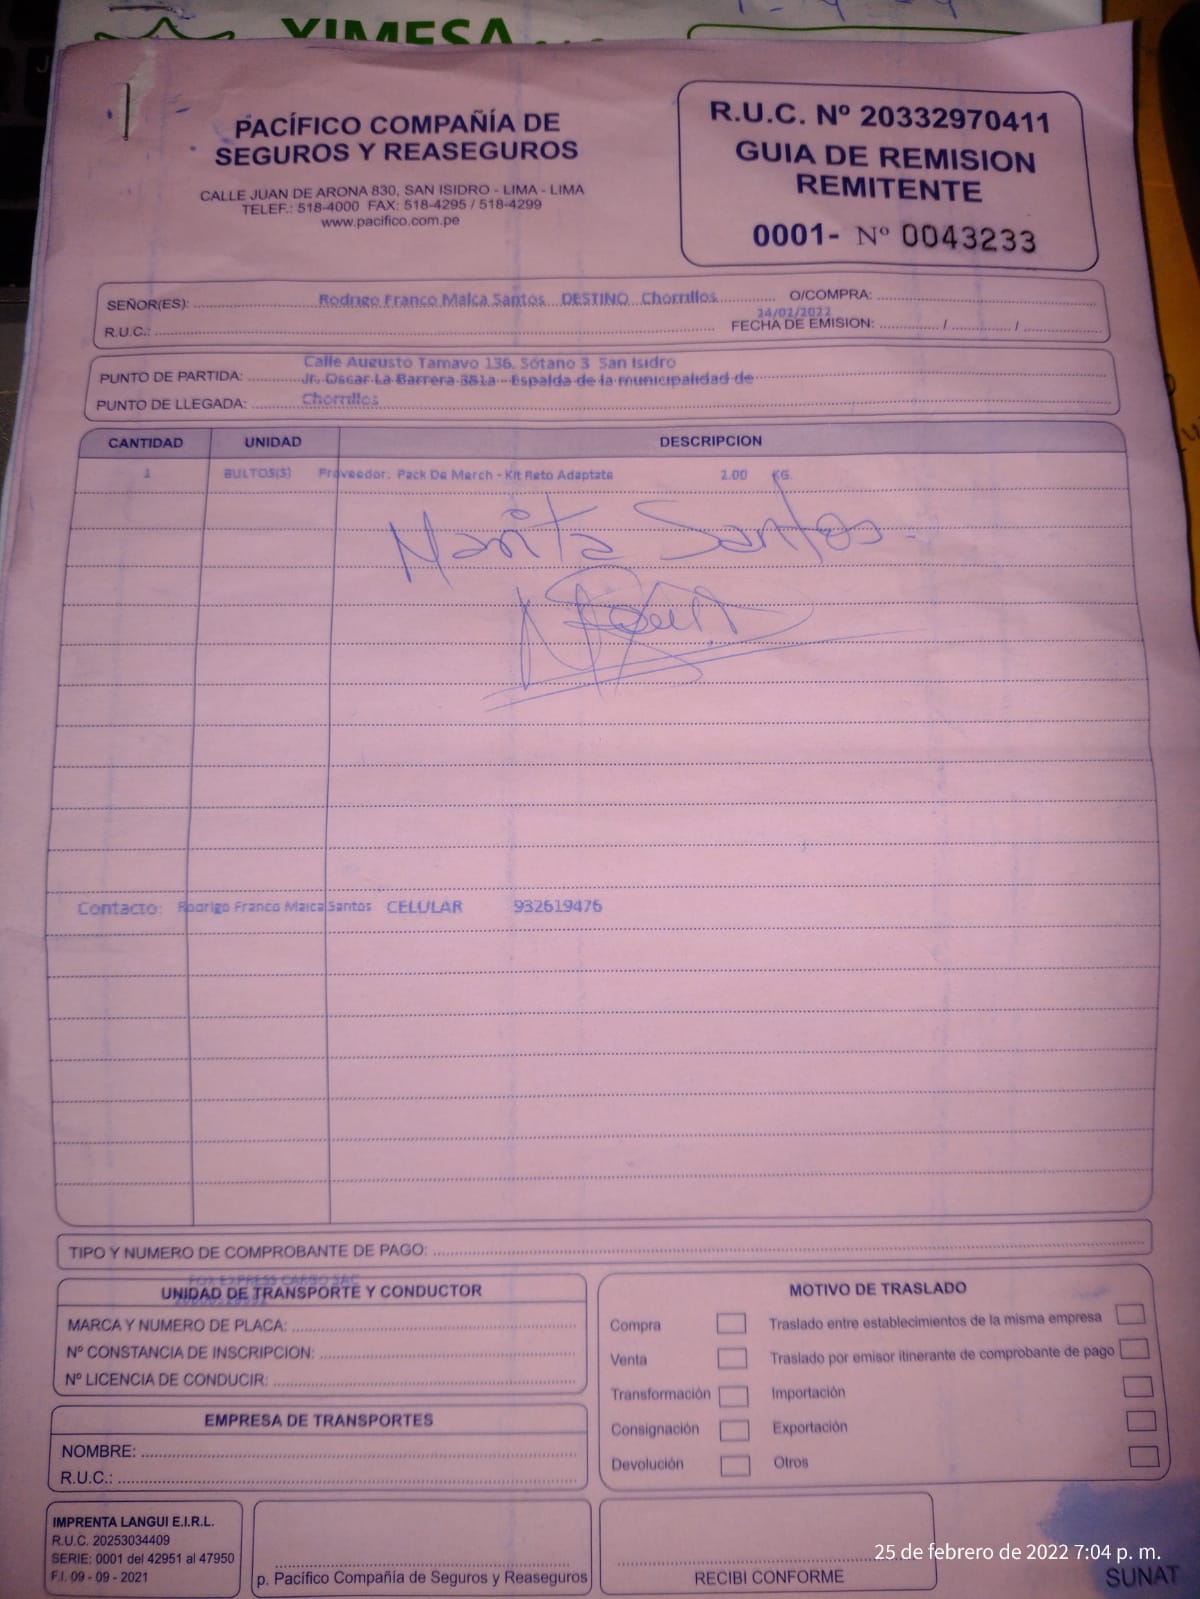 XIMESA
PACÍFICO COMPAÑÍA DE
SEGUROS Y REASEGUROS
CALLE JUAN DE ARONA 830, SAN ISIDRO - LIMA - LIMA
TELEF.: 518-4000 FAX: 518-4295 / 518-4299
www.pacifico.com.pe
R.U.C. Nº 20332970411
GUIA DE REMISION
REMITENTE
0001- Nº 0043233
SEÑOR(ES): Rodrigo Franco Malca Santos DESTINO Chorrillos O/COMPRA:
24/02/2022
R.U.C.: FECHA DE EMISION: / /
Calle Augusto Tamayo 136, Sótano 3 San Isidro
PUNTO DE PARTIDA: Jr. Oscar La Barrera 381a - Espalda de la municipalidad de
PUNTO DE LLEGADA: Chorrillos
CANTIDAD UNIDAD DESCRIPCION
1 BULTOS(S) Proveedor: Pack De Merch - Kit Reto Adaptate 2.00 KG.
Marita Santos
Contacto: Rodrigo Franco Malca Santos CELULAR 932619476
TIPO Y NUMERO DE COMPROBANTE DE PAGO:
FOX EXPRESS CARGO SAC
UNIDAD DE TRANSPORTE Y CONDUCTOR
MARCA Y NUMERO DE PLACA:
Nº CONSTANCIA DE INSCRIPCION:
Nº LICENCIA DE CONDUCIR:
EMPRESA DE TRANSPORTES
NOMBRE:
R.U.C.:
MOTIVO DE TRASLADO
Compra Traslado entre establecimientos de la misma empresa
Venta Traslado por emisor itinerante de comprobante de pago
Transformación Importación
Consignación Exportación
Devolución Otros
IMPRENTA LANGUI E.I.R.L.
R.U.C. 20253034409
SERIE: 0001 del 42951 al 47950
F.I. 09 - 09 - 2021
p. Pacífico Compañía de Seguros y Reaseguros
RECIBI CONFORME
25 de febrero de 2022 7:04 p. m.
SUNAT